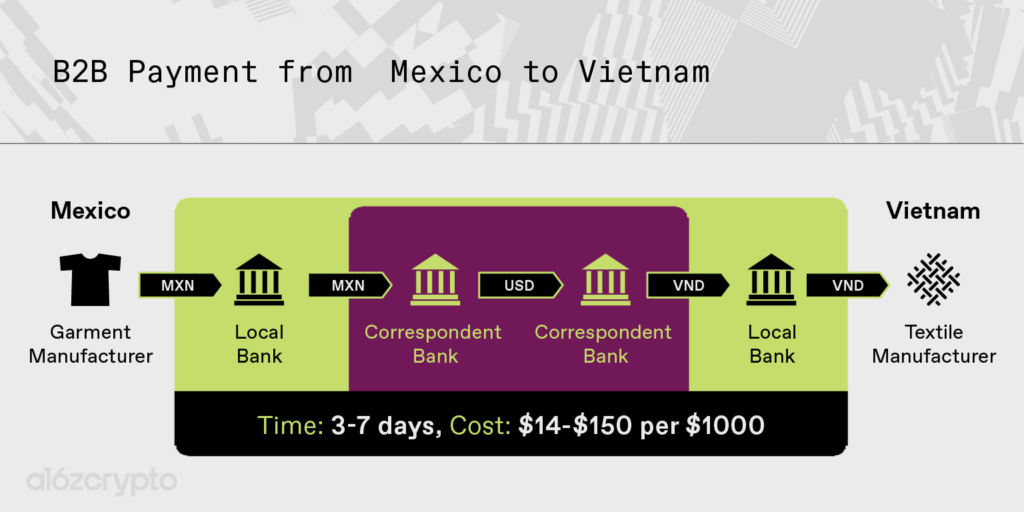 B2B Payment from Mexico to Vietnam
Mexico
Vietnam
MXN
MXN
USD
VND
VND
Garment
Manufacturer
Local
Bank
Correspondent
Bank
Correspondent
Bank
Local
Bank
Textile
Manufacturer
Time: 3-7 days, Cost: $14-$150 per $1000
a16zcrypto